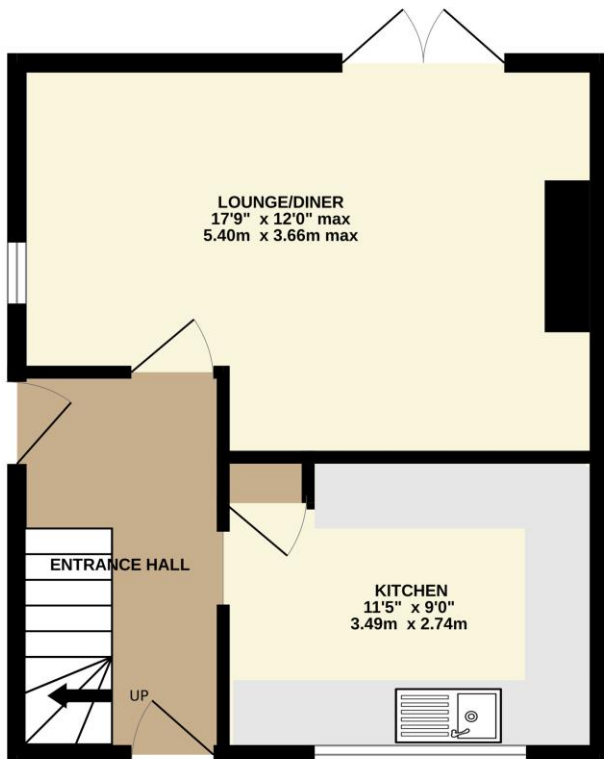 LOUNGE/DINER
17'9" x 12'0" max
5.40m x 3.66m max
ENTRANCE HALL
KITCHEN
11'5" x 9'0"
3.49m x 2.74m
UP